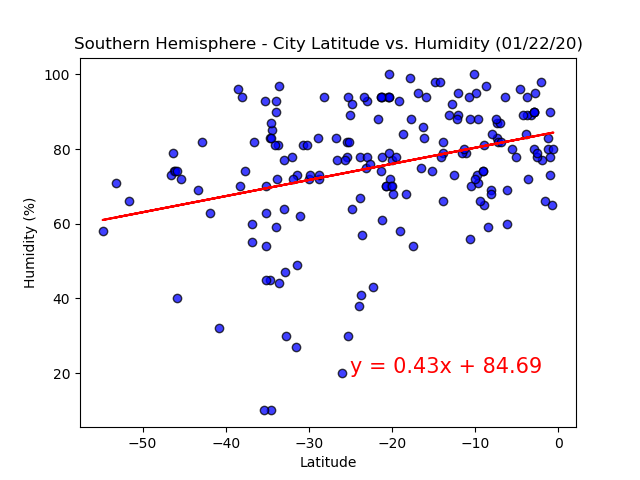 Southern Hemisphere - City Latitude vs. Humidity (01/22/20)
100
80
60
40
20
Humidity (%)
y = 0.43x + 84.69
−50 −40 −30 −20 −10 0
Latitude